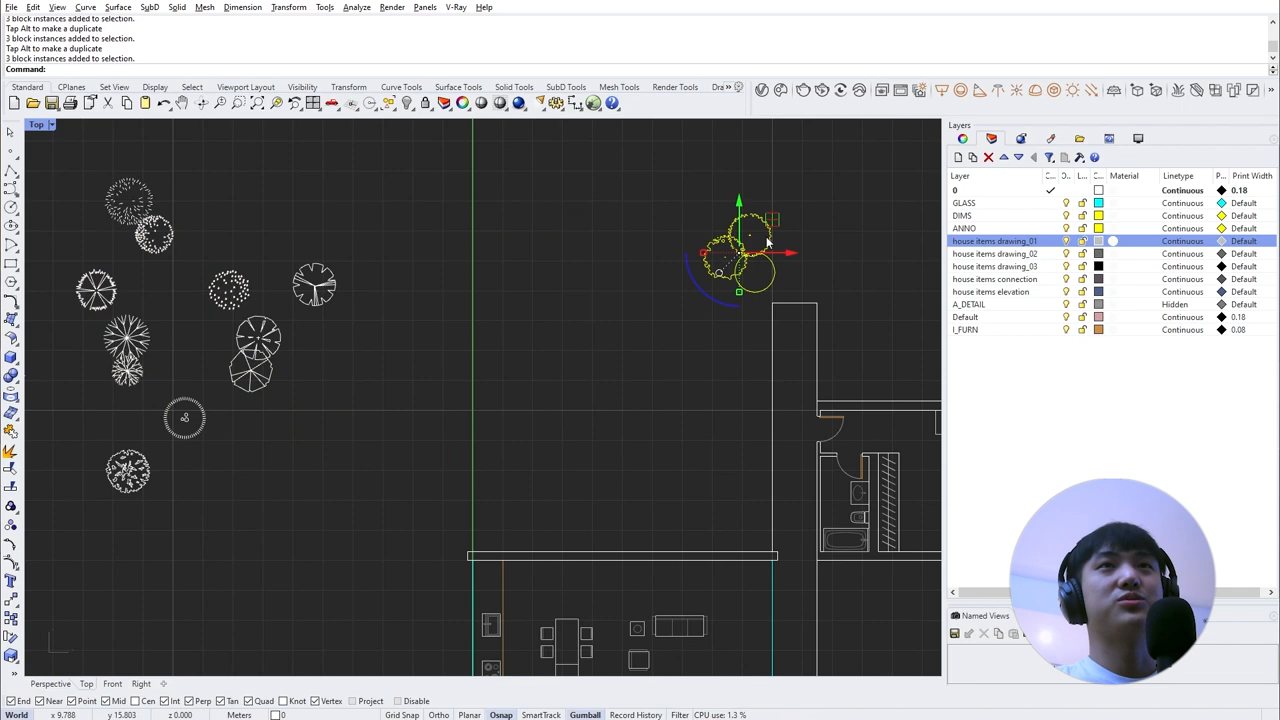 File Edit View Curve Surface SubD Solid Mesh Dimension Transform Tools Analyze Render Panels V-Ray Help
3 block instances added to selection.
Tap Alt to make a duplicate
3 block instances added to selection.
Tap Alt to make a duplicate
3 block instances added to selection.
Command:
Standard CPlanes Set View Display Select Viewport Layout Visibility Transform Curve Tools Surface Tools Solid Tools SubD Tools Mesh Tools Render Tools Dra
Top
Layers
Layer C.. O.. L.. C.. Material Linetype P.. Print Width
0 Continuous 0.18
GLASS Continuous Default
DIMS Continuous Default
ANNO Continuous Default
house items drawing_01 Continuous Default
house items drawing_02 Continuous Default
house items drawing_03 Continuous Default
house items connection Continuous Default
house items elevation Continuous Default
A_DETAIL Hidden Default
Default Continuous 0.18
I_FURN Continuous 0.08
Named Views
Perspective Top Front Right
End Near Point Mid Cen Int Perp Tan Quad Knot Vertex Project Disable
World x 9.788 y 15.803 z 0.000 Meters 0 Grid Snap Ortho Planar Osnap SmartTrack Gumball Record History Filter CPU use: 1.3 %